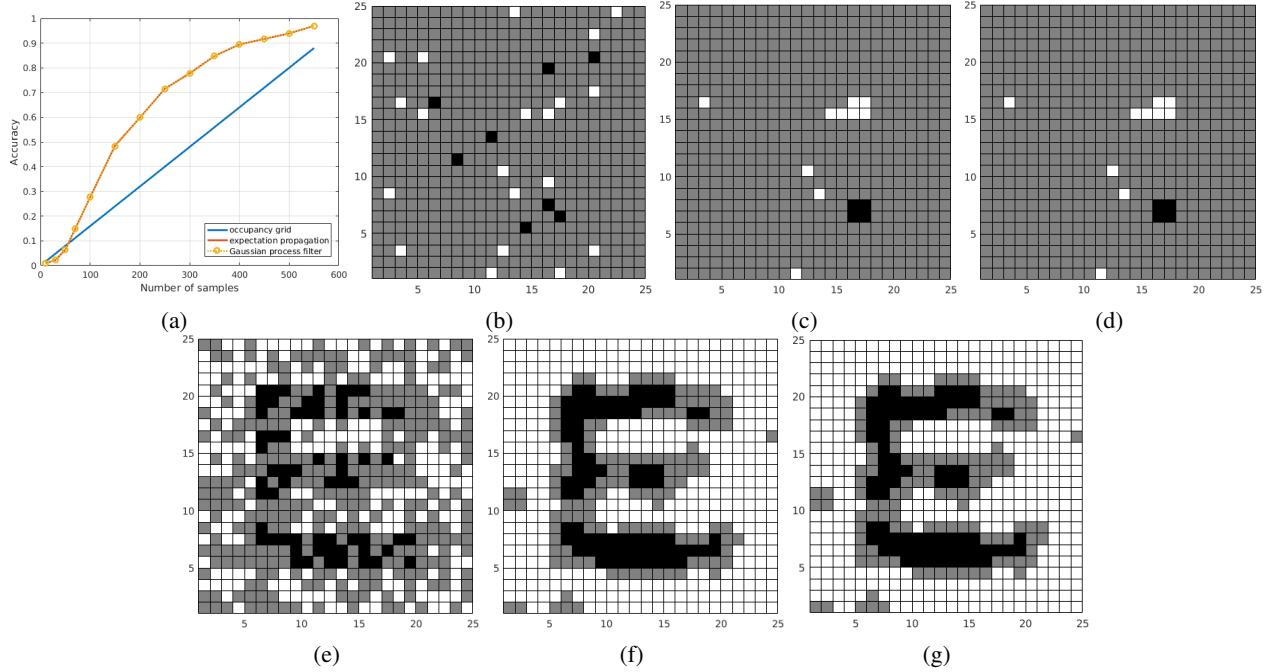 Accuracy
1
0.9
0.8
0.7
0.6
0.5
0.4
0.3
0.2
0.1
0
0 100 200 300 400 500 600
Number of samples
occupancy grid
expectation propagation
Gaussian process filter
(a)
25
20
15
10
5
5 10 15 20 25
(b)
25
20
15
10
5
5 10 15 20 25
(c)
25
20
15
10
5
5 10 15 20 25
(d)
25
20
15
10
5
5 10 15 20 25
(e)
25
20
15
10
5
5 10 15 20 25
(f)
25
20
15
10
5
5 10 15 20 25
(g)